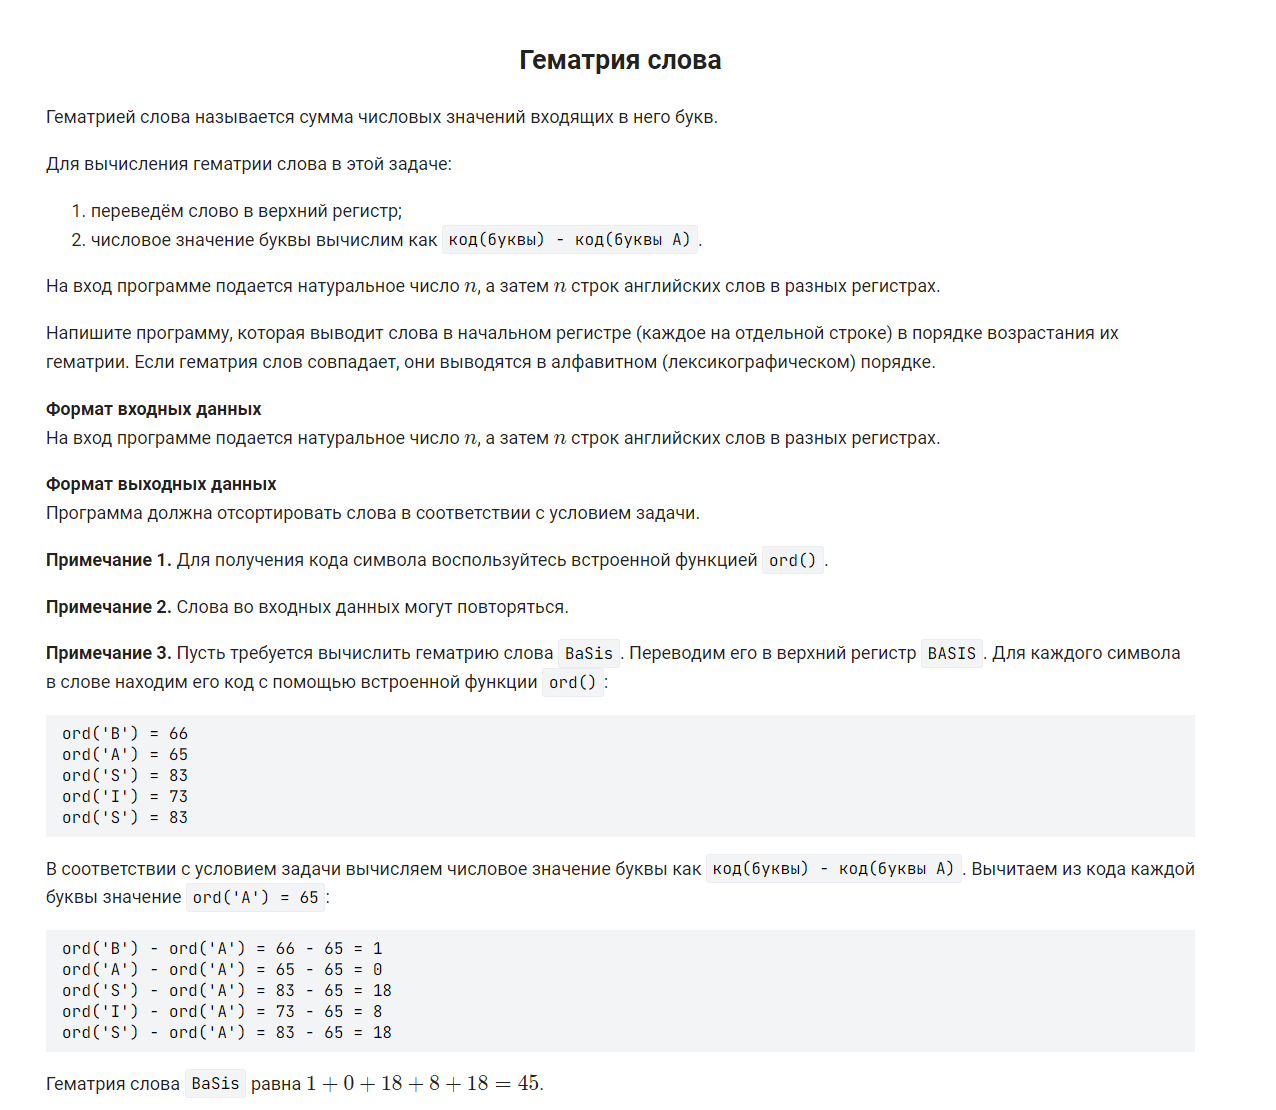 Гематрия слова
Гематрией слова называется сумма числовых значений входящих в него букв.
Для вычисления гематрии слова в этой задаче:
1. переведём слово в верхний регистр;
2. числовое значение буквы вычислим как код(буквы) - код(буквы А).
На вход программе подается натуральное число n, а затем n строк английских слов в разных регистрах.
Напишите программу, которая выводит слова в начальном регистре (каждое на отдельной строке) в порядке возрастания их
гематрии. Если гематрия слов совпадает, они выводятся в алфавитном (лексикографическом) порядке.
Формат входных данных
На вход программе подается натуральное число n, а затем n строк английских слов в разных регистрах.
Формат выходных данных
Программа должна отсортировать слова в соответствии с условием задачи.
Примечание 1. Для получения кода символа воспользуйтесь встроенной функцией ord().
Примечание 2. Слова во входных данных могут повторяться.
Примечание 3. Пусть требуется вычислить гематрию слова BaSis. Переводим его в верхний регистр BASIS. Для каждого символа
в слове находим его код с помощью встроенной функции ord():
ord('B') = 66
ord('A') = 65
ord('S') = 83
ord('I') = 73
ord('S') = 83
В соответствии с условием задачи вычисляем числовое значение буквы как код(буквы) - код(буквы А). Вычитаем из кода каждой
буквы значение ord('A') = 65:
ord('B') - ord('A') = 66 - 65 = 1
ord('A') - ord('A') = 65 - 65 = 0
ord('S') - ord('A') = 83 - 65 = 18
ord('I') - ord('A') = 73 - 65 = 8
ord('S') - ord('A') = 83 - 65 = 18
Гематрия слова BaSis равна 1 + 0 + 18 + 8 + 18 = 45.